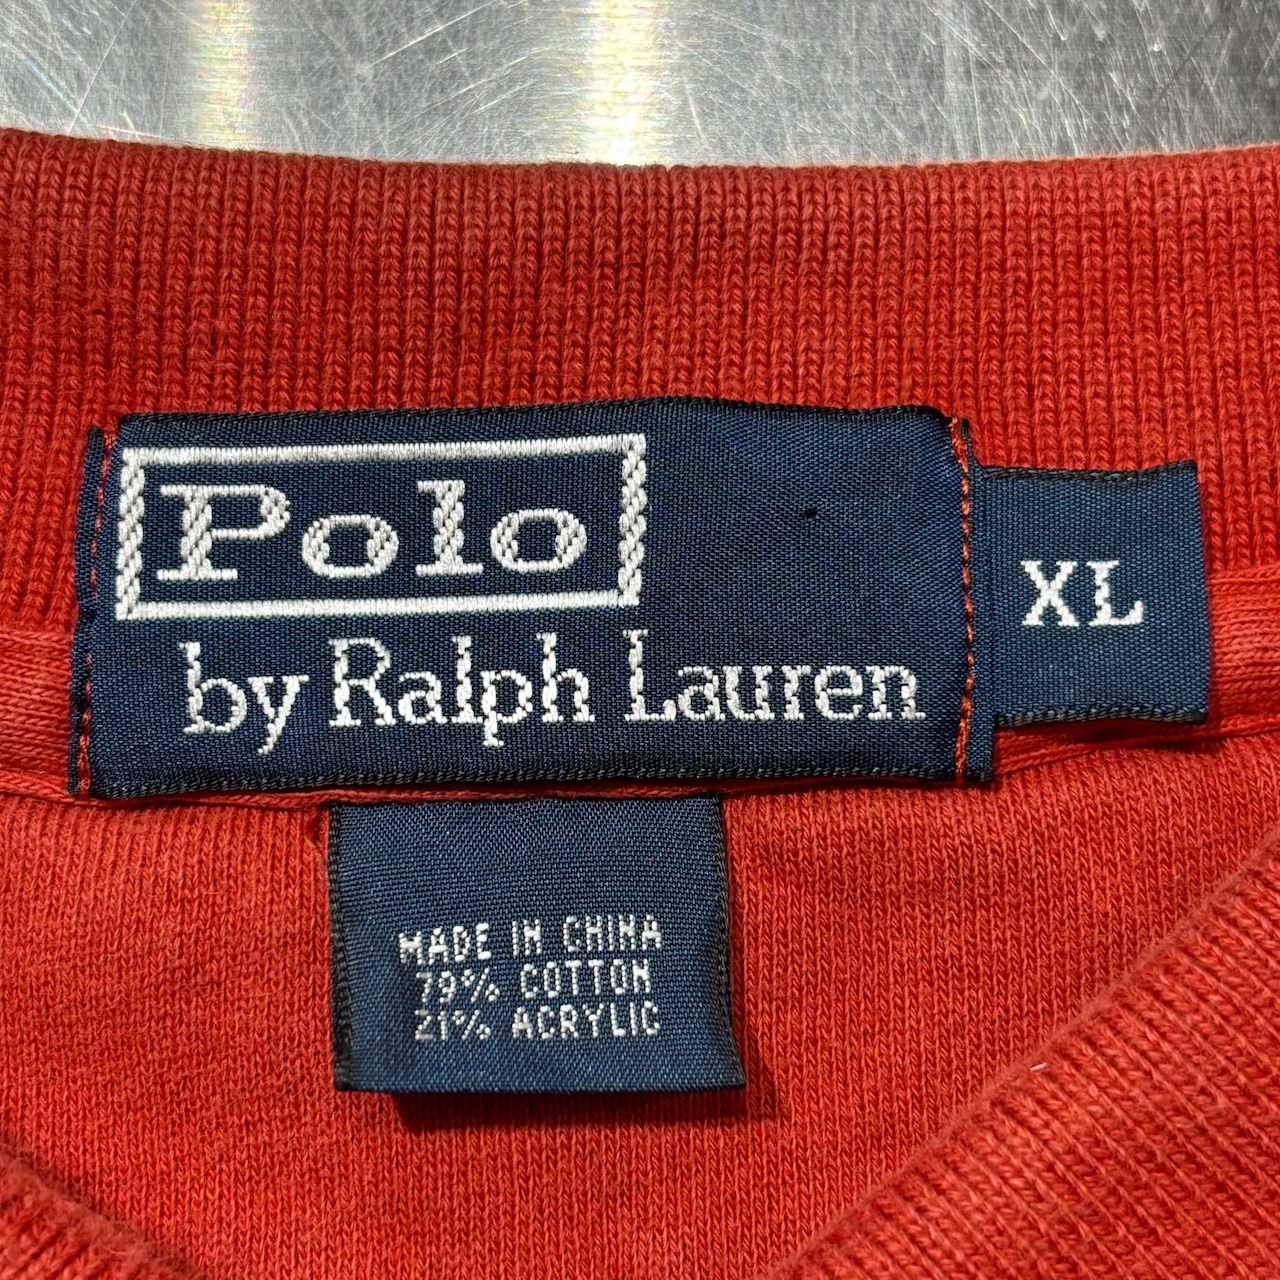 Polo
by Ralph Lauren
XL
MADE IN CHINA
79% COTTON
21% ACRYLIC